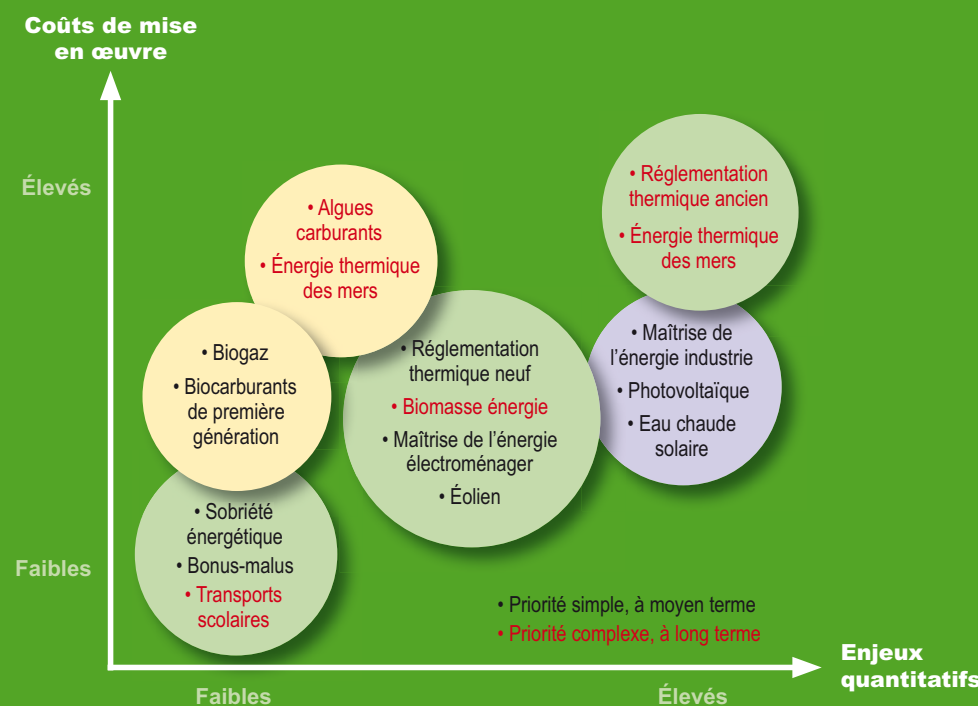 Coûts de mise
en œuvre
Élevés
• Algues
carburants
• Énergie thermique
des mers
• Réglementation
thermique ancien
• Énergie thermique
des mers
• Biogaz
• Biocarburants
de première
génération
• Réglementation
thermique neuf
• Biomasse énergie
• Maîtrise de l’énergie
électroménager
• Éolien
• Maîtrise de
l’énergie industrie
• Photovoltaïque
• Eau chaude
solaire
• Sobriété
énergétique
• Bonus-malus
• Transports
scolaires
Faibles
• Priorité simple, à moyen terme
• Priorité complexe, à long terme
Enjeux
quantitatifs
Faibles
Élevés